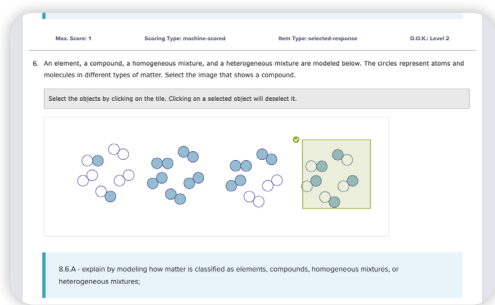 Max. Score: 1 Scoring Type: machine-scored Item Type: selected-response D.O.K.: Level 2
6. An element, a compound, a homogeneous mixture, and a heterogeneous mixture are modeled below. The circles represent atoms and
molecules in different types of matter. Select the image that shows a compound.
Select the objects by clicking on the tile. Clicking on a selected object will deselect it.
8.6.A - explain by modeling how matter is classified as elements, compounds, homogeneous mixtures, or
heterogeneous mixtures;